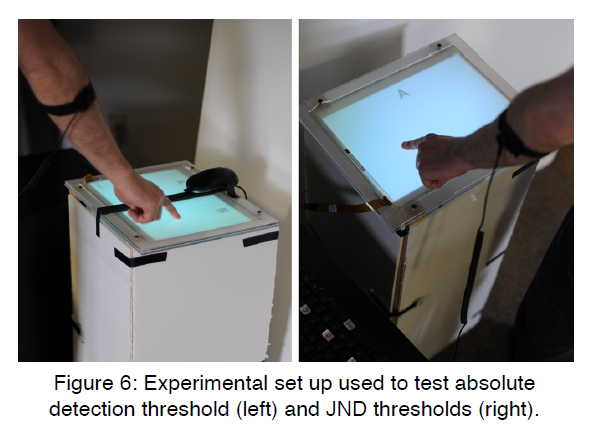 B
A
Figure 6: Experimental set up used to test absolute
detection threshold (left) and JND thresholds (right).